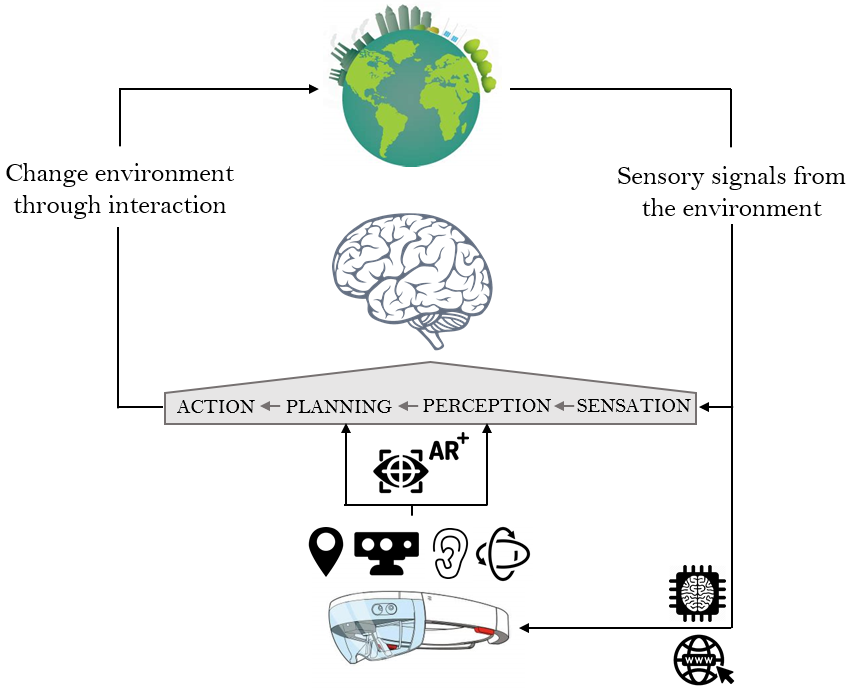 Change environment
through interaction
Sensory signals from
the environment
ACTION PLANNING PERCEPTION SENSATION
AR+
WWW